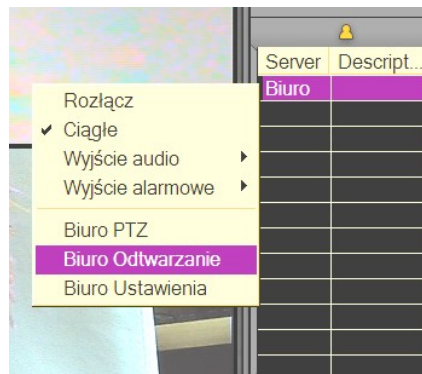 Server Descript...
Biuro
Rozłącz
Ciągłe
Wyjście audio
Wyjście alarmowe
Biuro PTZ
Biuro Odtwarzanie
Biuro Ustawienia